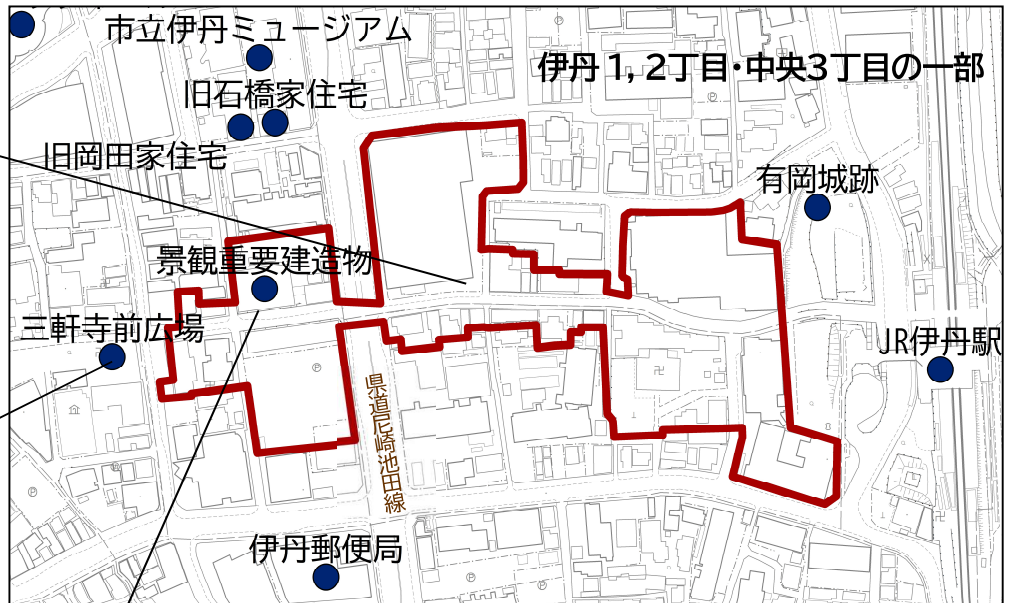 市立伊丹ミュージアム
伊丹1,2丁目・中央3丁目の一部
旧石橋家住宅
旧岡田家住宅
有岡城跡
景観重要建造物
三軒寺前広場
JR伊丹駅
県道尼崎池田線
伊丹郵便局